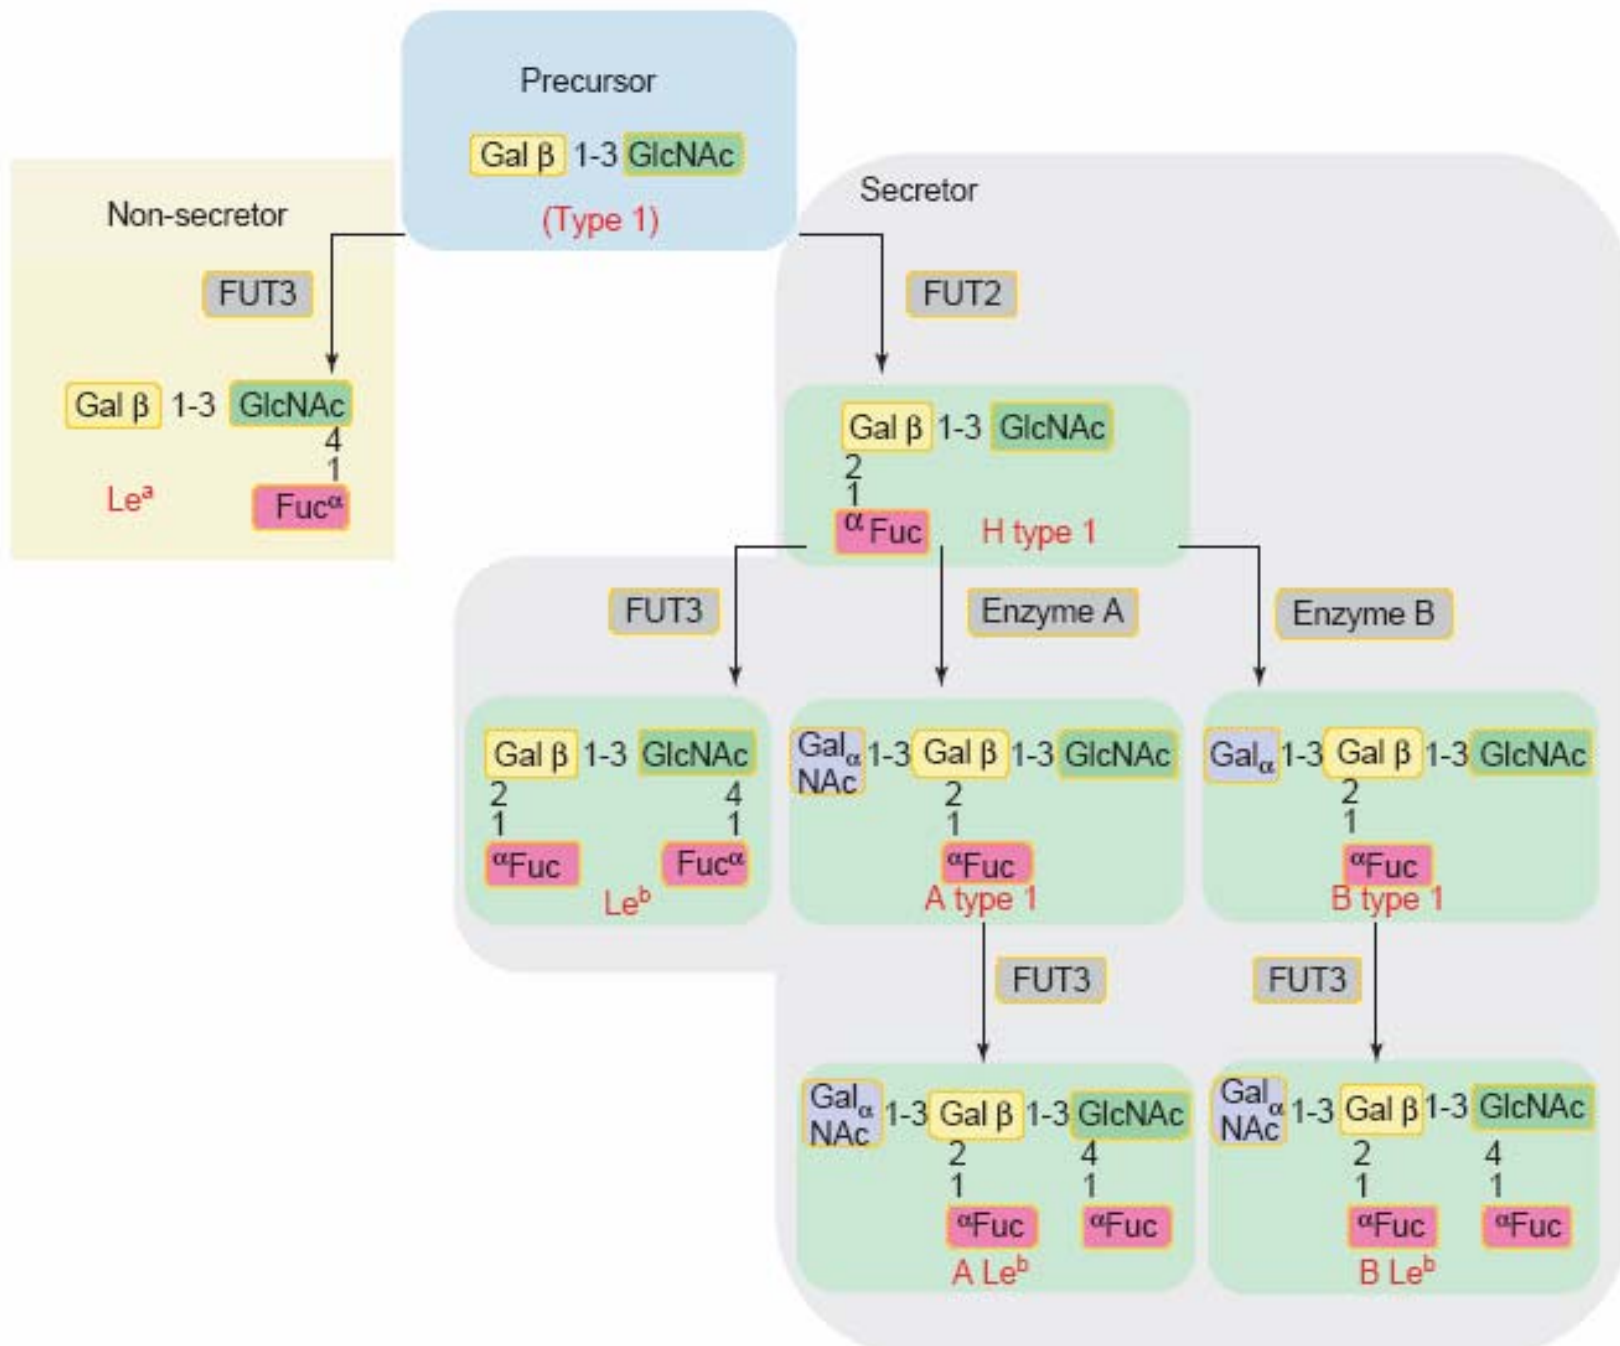 Precursor
Gal β 1-3 GlcNAc
(Type 1)
Non-secretor
Secretor
FUT3
FUT2
Gal β 1-3 GlcNAc
4
1
Leᵃ Fucᵅ
Gal β 1-3 GlcNAc
2
1
α Fuc H type 1
FUT3
Enzyme A
Enzyme B
Gal β 1-3 GlcNAc
2 4
1 1
αFuc Fucᵅ
Leᵇ
Galα NAc 1-3 Gal β 1-3 GlcNAc
2
1
αFuc
A type 1
Galα 1-3 Gal β 1-3 GlcNAc
2
1
αFuc
B type 1
FUT3
FUT3
Galα NAc 1-3 Gal β 1-3 GlcNAc
2 4
1 1
αFuc αFuc
A Leᵇ
Galα NAc 1-3 Gal β 1-3 GlcNAc
2 4
1 1
αFuc αFuc
B Leᵇ